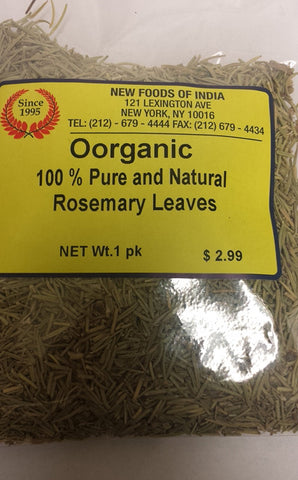 Since
1995
NEW FOODS OF INDIA
121 LEXINGTON AVE
NEW YORK, NY 10016
TEL: (212) - 679 - 4444 FAX: (212) 679 - 4434
Oorganic
100 % Pure and Natural
Rosemary Leaves
NET Wt.1 pk $ 2.99